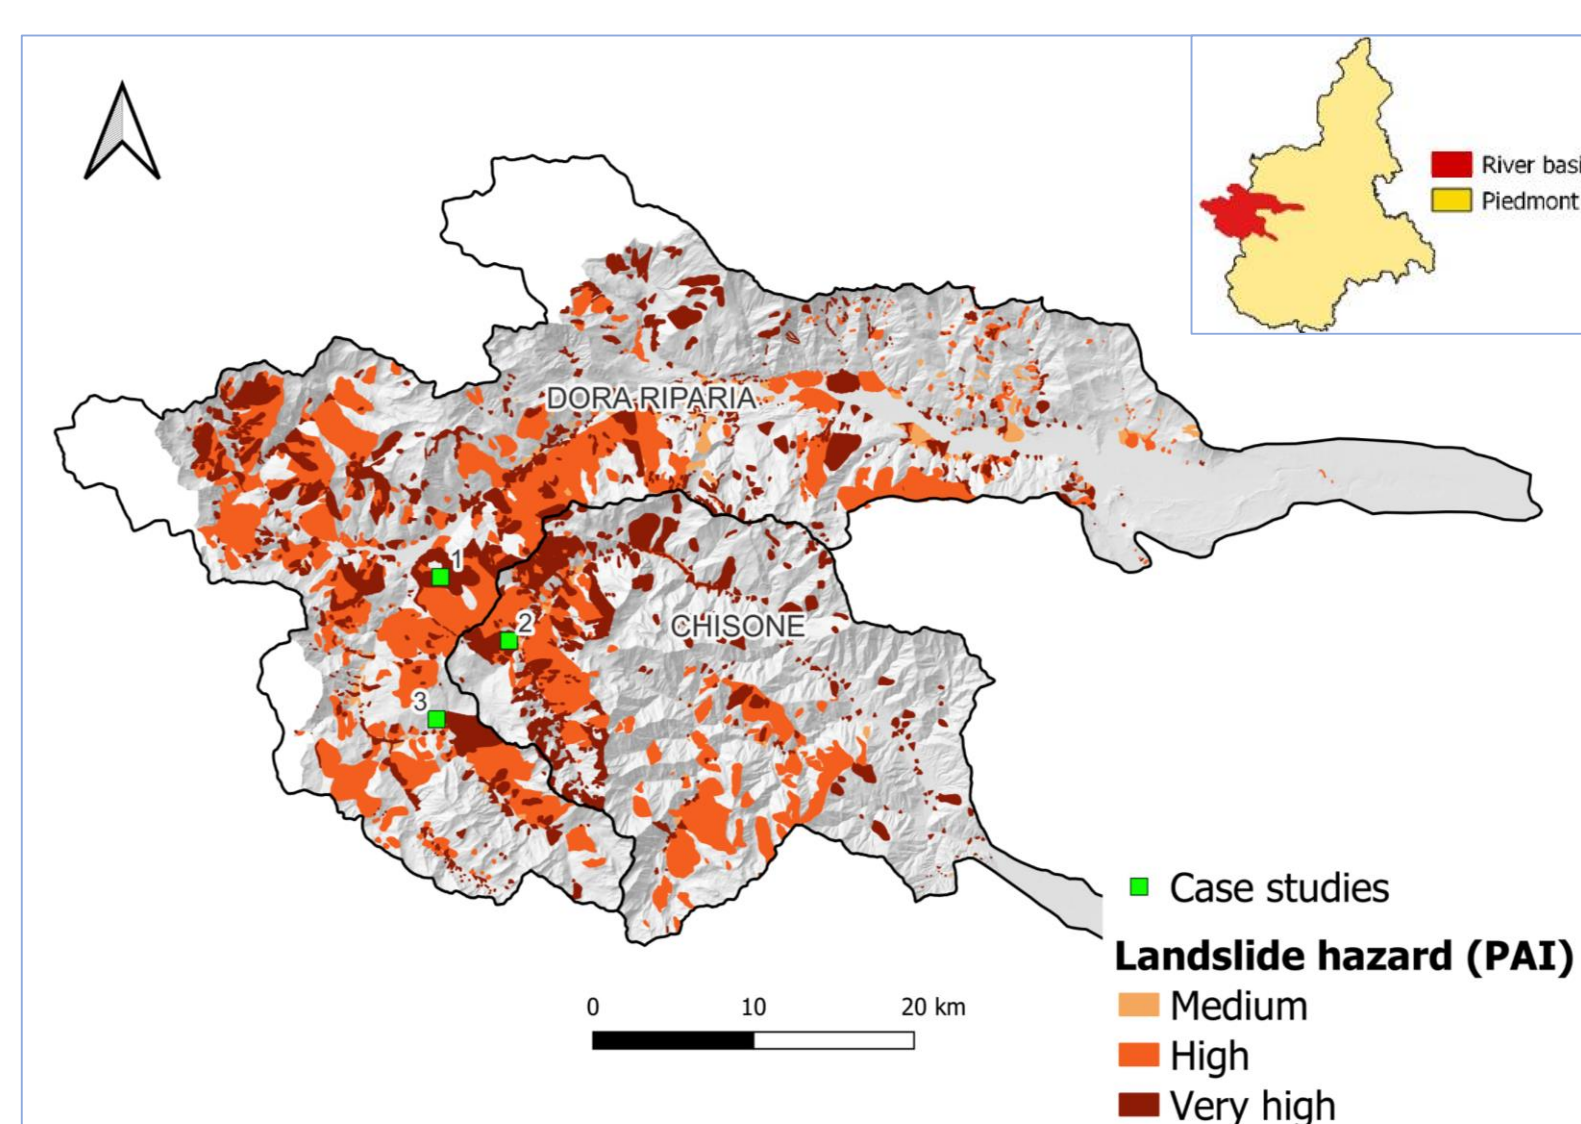 River basi
Piedmont
DORA RIPARIA
1
2
CHISONE
3
Case studies
Landslide hazard (PAI)
0 10 20 km
Medium
High
Very high